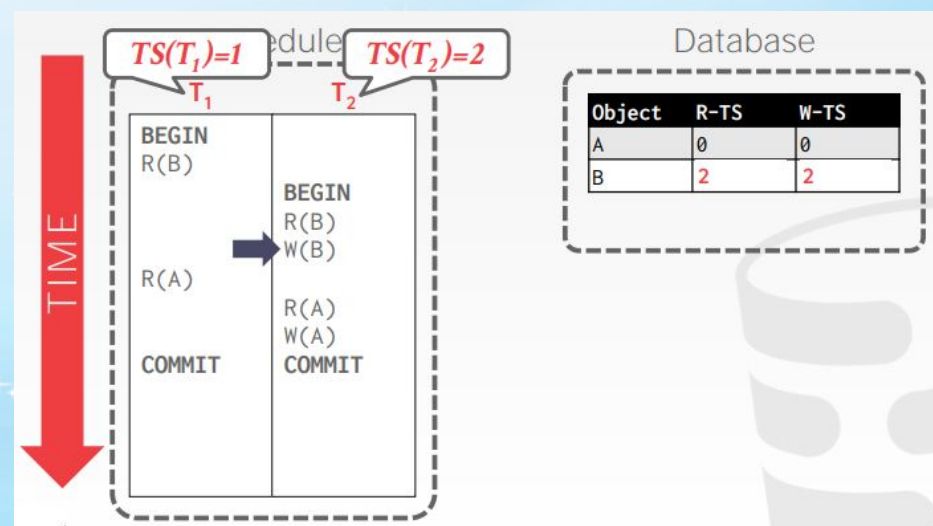 edule
TS(T1)=1
TS(T2)=2
T1
T2
TIME
BEGIN
R(B)
BEGIN
R(B)
W(B)
R(A)
R(A)
W(A)
COMMIT
COMMIT
Database
Object R-TS W-TS
A 0 0
B 2 2